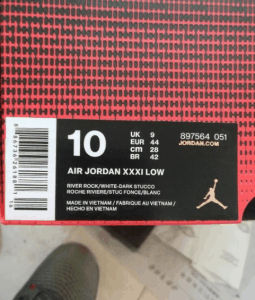 10
UK 9
EUR 44
cm 28
BR 42
897564 051
JORDAN.COM
AIR JORDAN XXXI LOW
RIVER ROCK/WHITE-DARK STUCCO
ROCHE RIVIERE/STUC FONCE/BLANC
MADE IN VIETNAM / FABRIQUE AU VIETNAM /
HECHO EN VIETNAM